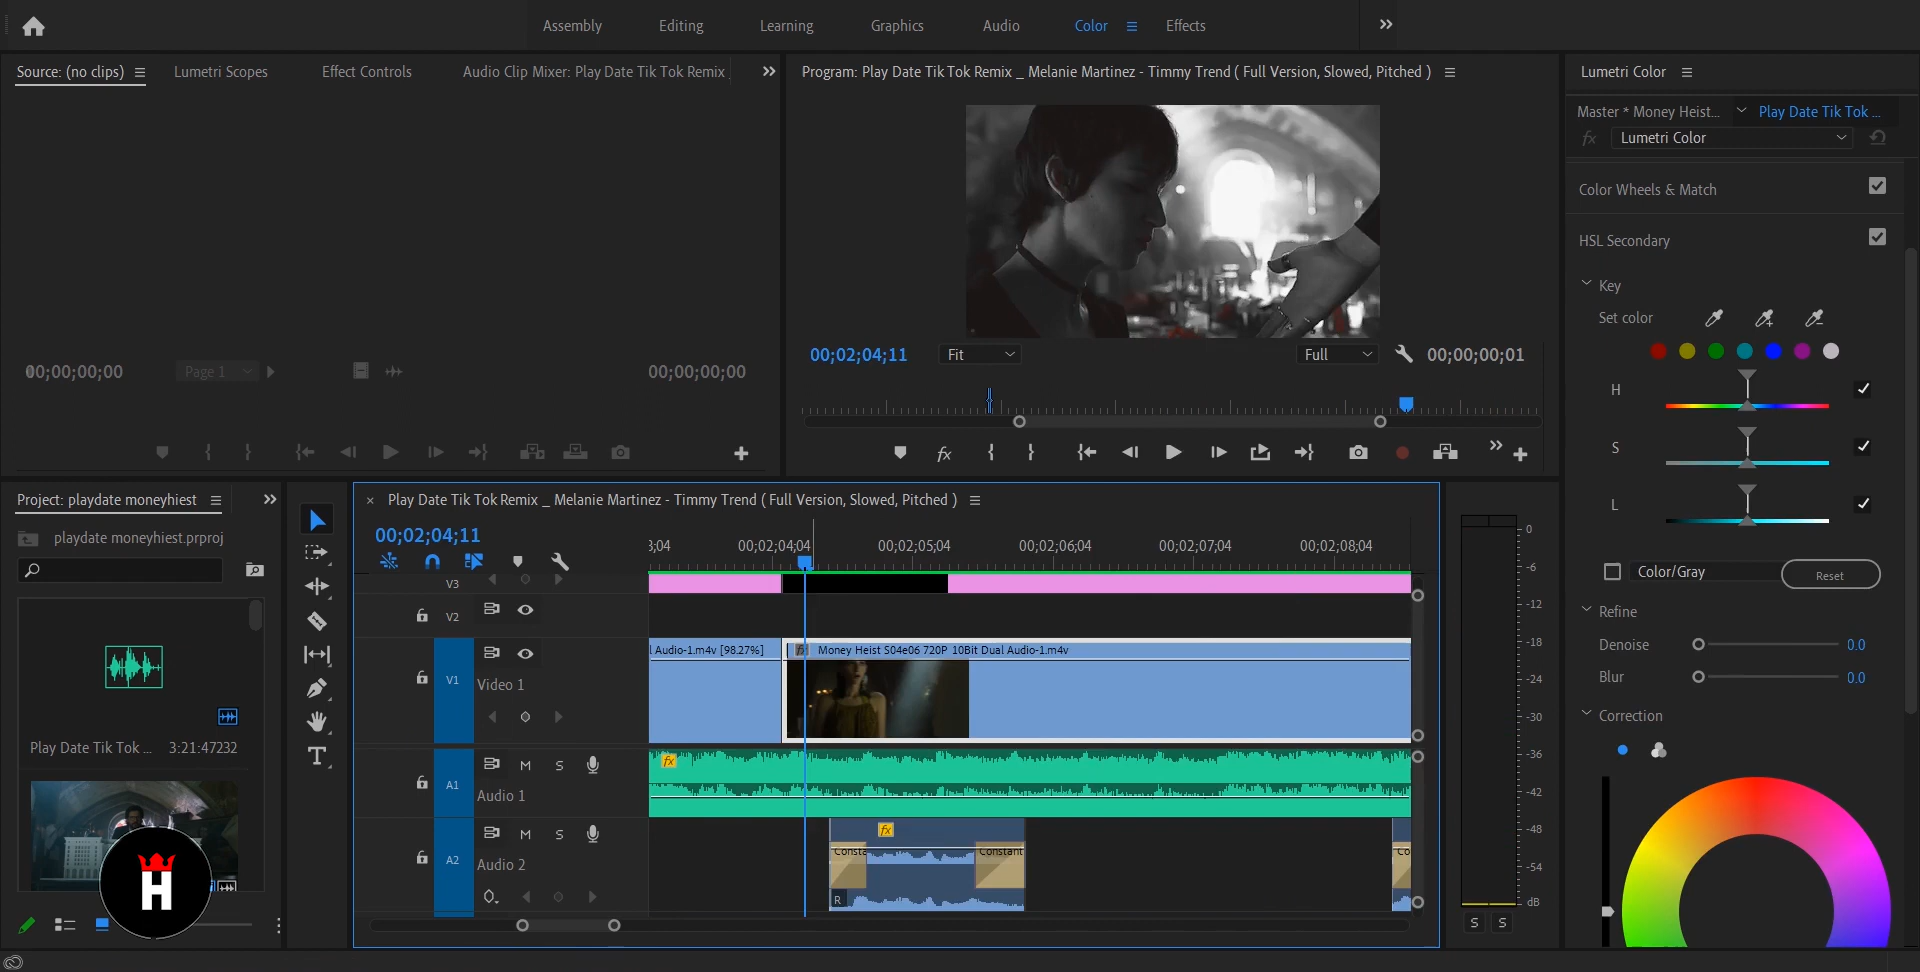 Assembly Editing Learning Graphics Audio Color Effects
Source: (no clips) Lumetri Scopes Effect Controls Audio Clip Mixer: Play Date Tik Tok Remix
Program: Play Date Tik Tok Remix _ Melanie Martinez - Timmy Trend ( Full Version, Slowed, Pitched )
Lumetri Color
Master * Money Heist... Play Date Tik Tok ...
fx Lumetri Color
Color Wheels & Match
HSL Secondary
Key
Set color
H
S
L
Color/Gray Reset
Refine
Denoise 0.0
Blur 0.0
Correction
00;00;00;00 Page 1 00;00;00;00
00;02;04;11 Fit Full 00;00;00;01
fx
Project: playdate moneyhiest
playdate moneyhiest.prproj
Play Date Tik Tok ... 3:21:47232
H
T
× Play Date Tik Tok Remix _ Melanie Martinez - Timmy Trend ( Full Version, Slowed, Pitched )
00;02;04;11
3;04 00;02;04;04 00;02;05;04 00;02;06;04 00;02;07;04 00;02;08;04
V3
V2
V1 Video 1
l Audio-1.m4v [98.27%] fx Money Heist S04e06 720P 10Bit Dual Audio-1.m4v
A1 M S Audio 1
fx
A2 M S Audio 2
fx
Consta Constant Co
R
0
-6
-12
-18
-24
-30
-36
-42
-48
-54
dB
S S